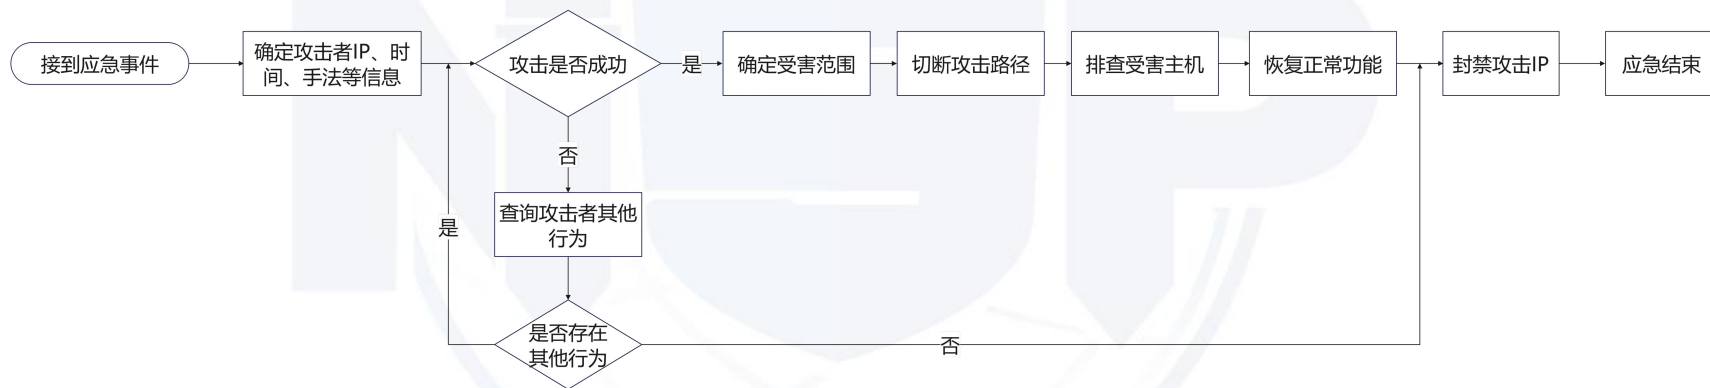 接到应急事件
确定攻击者IP、时
间、手法等信息
攻击是否成功
是
确定受害范围
切断攻击路径
排查受害主机
恢复正常功能
封禁攻击IP
应急结束
否
查询攻击者其他
行为
是
是否存在
其他行为
否
NISP